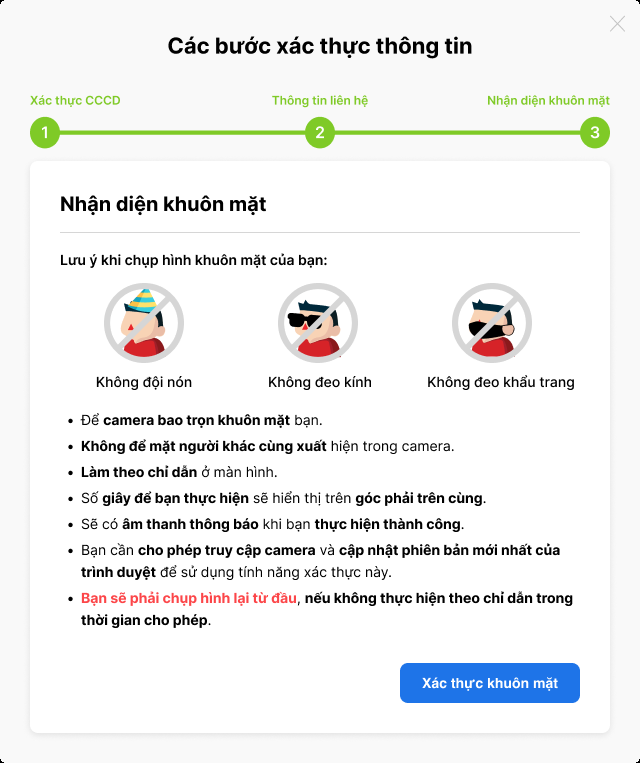 Các bước xác thực thông tin
Xác thực CCCD
Thông tin liên hệ
Nhận diện khuôn mặt
1
2
3
Nhận diện khuôn mặt
Lưu ý khi chụp hình khuôn mặt của bạn:
Không đội nón
Không đeo kính
Không đeo khẩu trang
• Để camera bao trọn khuôn mặt bạn.
• Không để mặt người khác cùng xuất hiện trong camera.
• Làm theo chỉ dẫn ở màn hình.
• Số giây để bạn thực hiện sẽ hiển thị trên góc phải trên cùng.
• Sẽ có âm thanh thông báo khi bạn thực hiện thành công.
• Bạn cần cho phép truy cập camera và cập nhật phiên bản mới nhất của
trình duyệt để sử dụng tính năng xác thực này.
• Bạn sẽ phải chụp hình lại từ đầu, nếu không thực hiện theo chỉ dẫn trong
thời gian cho phép.
Xác thực khuôn mặt